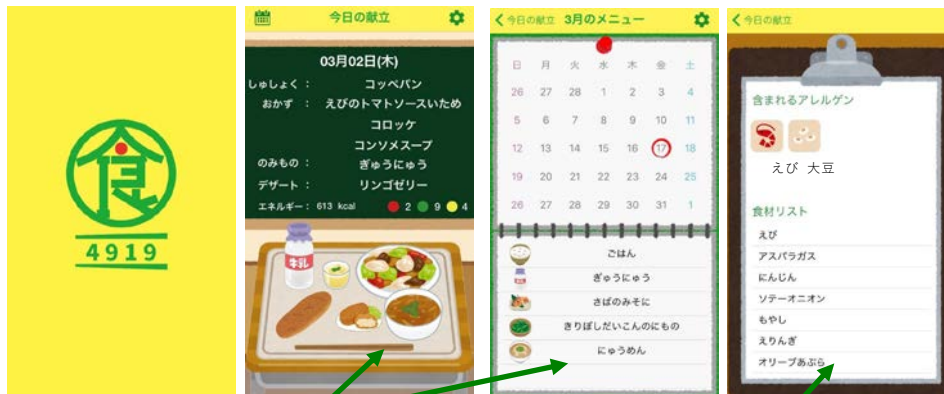 食
4919
今日の献立
03月02日(木)
しゅしょく： コッペパン
おかず ： えびのトマトソースいため
コロッケ
コンソメスープ
のみもの： ぎゅうにゅう
デザート： リンゴゼリー
エネルギー： 613 kcal 2 9 4
牛乳
今日の献立 3月のメニュー
日 月 火 水 木 金 土
26 27 28 1 2 3 4
5 6 7 8 9 10 11
12 13 14 15 16 17 18
19 20 21 22 23 24 25
26 27 28 29 30 31 1
ごはん
ぎゅうにゅう
さばのみそに
きりぼしだいこんのにもの
にゅうめん
今日の献立
含まれるアレルゲン
えび 大豆
食材リスト
えび
アスパラガス
にんじん
ソテーオニオン
もやし
えりんぎ
オリーブあぶら